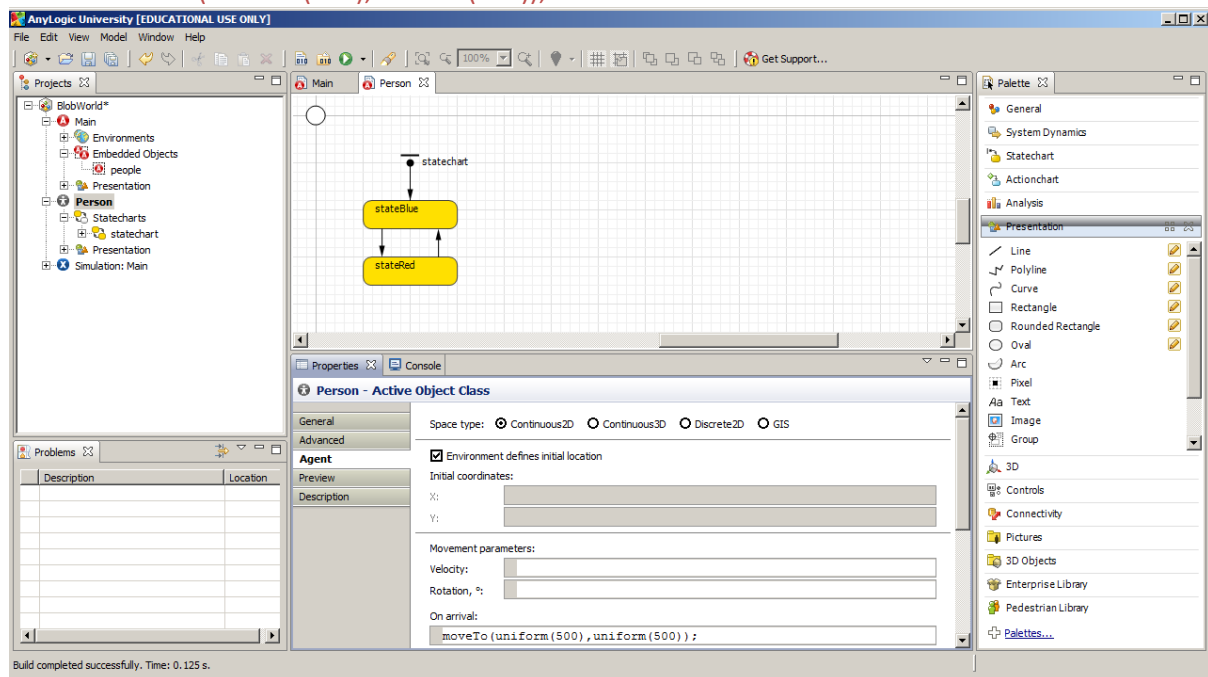 AnyLogic University [EDUCATIONAL USE ONLY]
File Edit View Model Window Help
100%
Get Support...
Projects
BlobWorld*
Main
Environments
Embedded Objects
people
Presentation
Person
Statecharts
statechart
Presentation
Simulation: Main
Problems
Description Location
Main Person
statechart
stateBlue
stateRed
Properties Console
Person - Active Object Class
General
Advanced
Agent
Preview
Description
Space type: Continuous2D Continuous3D Discrete2D GIS
Environment defines initial location
Initial coordinates:
X:
Y:
Movement parameters:
Velocity:
Rotation, °:
On arrival:
moveTo(uniform(500),uniform(500));
Palette
General
System Dynamics
Statechart
Actionchart
Analysis
Presentation
Line
Polyline
Curve
Rectangle
Rounded Rectangle
Oval
Arc
Pixel
Aa Text
Image
Group
3D
Controls
Connectivity
Pictures
3D Objects
Enterprise Library
Pedestrian Library
Palettes...
Build completed successfully. Time: 0.125 s.